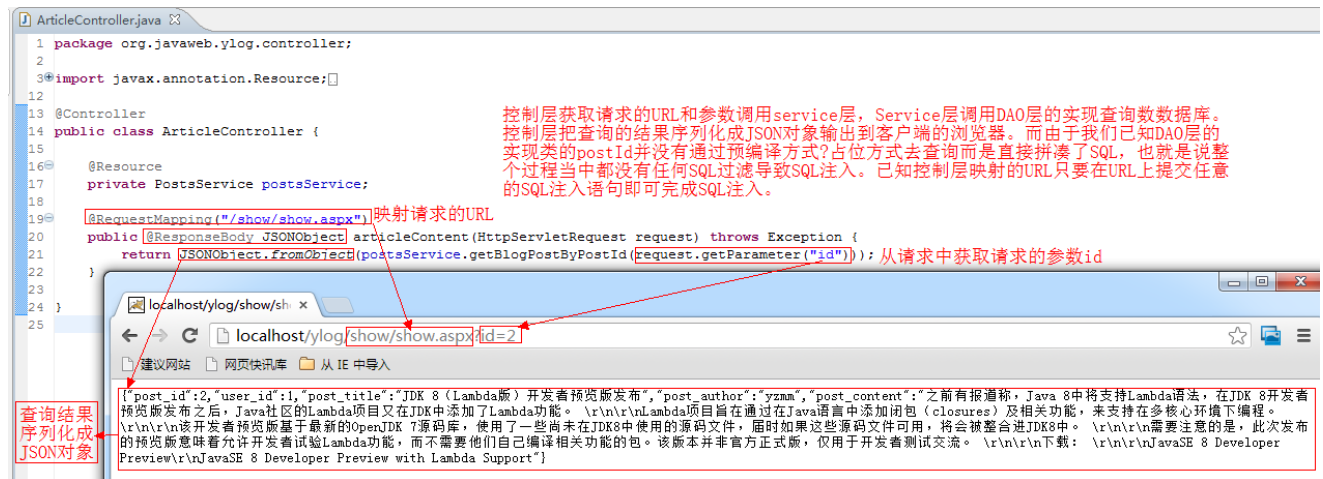 ArticleController.java
1 package org.javaweb.ylog.controller;
2
3 import javax.annotation.Resource;
12
13 @Controller
14 public class ArticleController {
15
16 @Resource
17 private PostsService postsService;
18
19 @RequestMapping("/show/show.aspx")映射请求的URL
20 public @ResponseBody JSONObject articleContent(HttpServletRequest request) throws Exception {
21 return JSONObject.fromObject(postsService.getBlogPostByPostId(request.getParameter("id"))); 从请求中获取请求的参数id
22 }
23
24 }
25
控制层获取请求的URL和参数调用service层，Service层调用DAO层的实现查询数数据库。
控制层把查询的结果序列化成JSON对象输出到客户端的浏览器。而由于我们已知DAO层的
实现类的postId并没有通过预编译方式?占位方式去查询而是直接拼凑了SQL，也就是说整
个过程当中都没有任何SQL过滤导致SQL注入。已知控制层映射的URL只要在URL上提交任意
的SQL注入语句即可完成SQL注入。
localhost/ylog/show/sh
localhost/ylog/show/show.aspx?id=2
建议网站 网页快讯库 从 IE 中导入
{"post_id":2,"user_id":1,"post_title":"JDK 8（Lambda版）开发者预览版发布","post_author":"yzmm","post_content":"之前有报道称，Java 8中将支持Lambda语法，在JDK 8开发者
预览版发布之后，Java社区的Lambda项目又在JDK中添加了Lambda功能。 \r\n\r\nLambda项目旨在通过在Java语言中添加闭包（closures）及相关功能，来支持在多核心环境下编程。
\r\n\r\n该开发者预览版基于最新的OpenJDK 7源码库，使用了一些尚未在JDK8中使用的源码文件，届时如果这些源码文件可用，将会被整合进JDK8中。 \r\n\r\n需要注意的是，此次发布
的预览版意味着允许开发者试验Lambda功能，而不需要他们自己编译相关功能的包。该版本并非官方正式版，仅用于开发者测试交流。 \r\n\r\n下载： \r\n\r\nJavaSE 8 Developer
Preview\r\nJavaSE 8 Developer Preview with Lambda Support"}
查询结果
序列化成
JSON对象